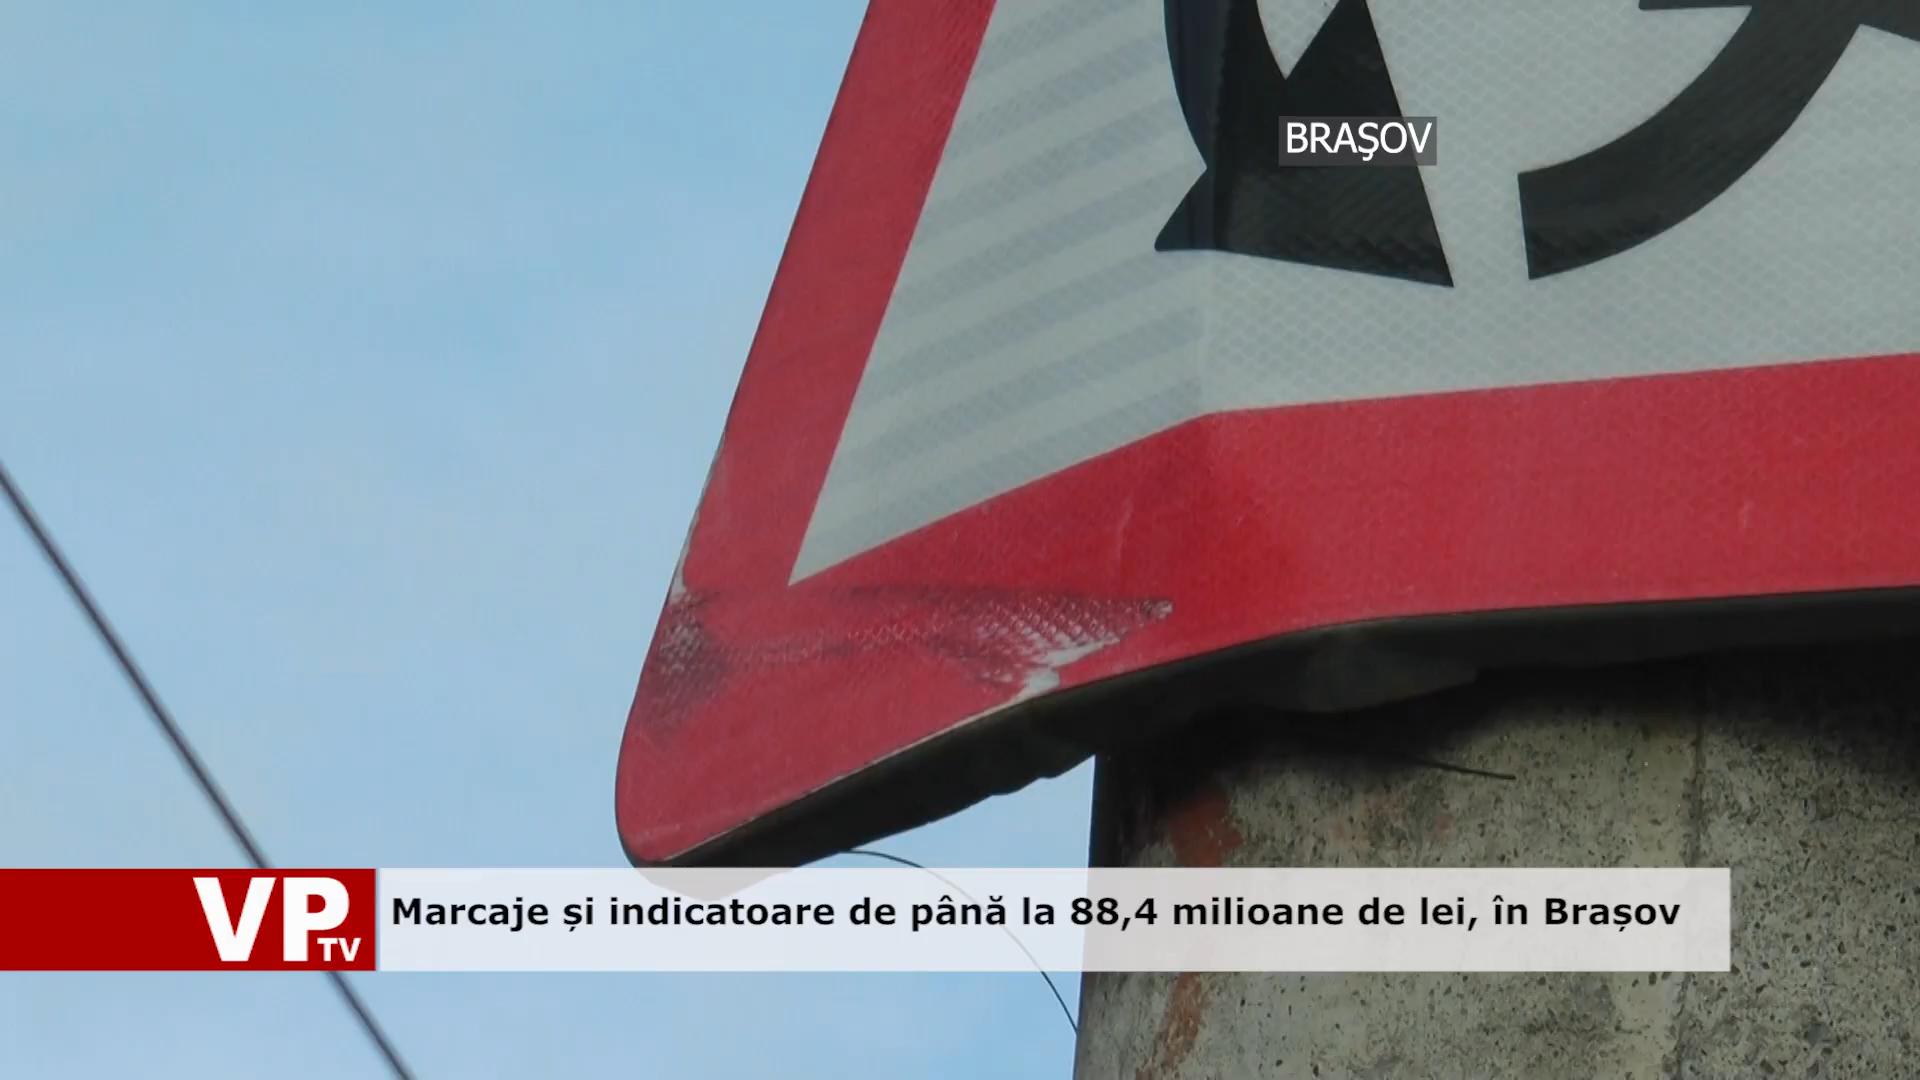 BRAŞOV
VP TV
Marcaje și indicatoare de până la 88,4 milioane de lei, în Brașov